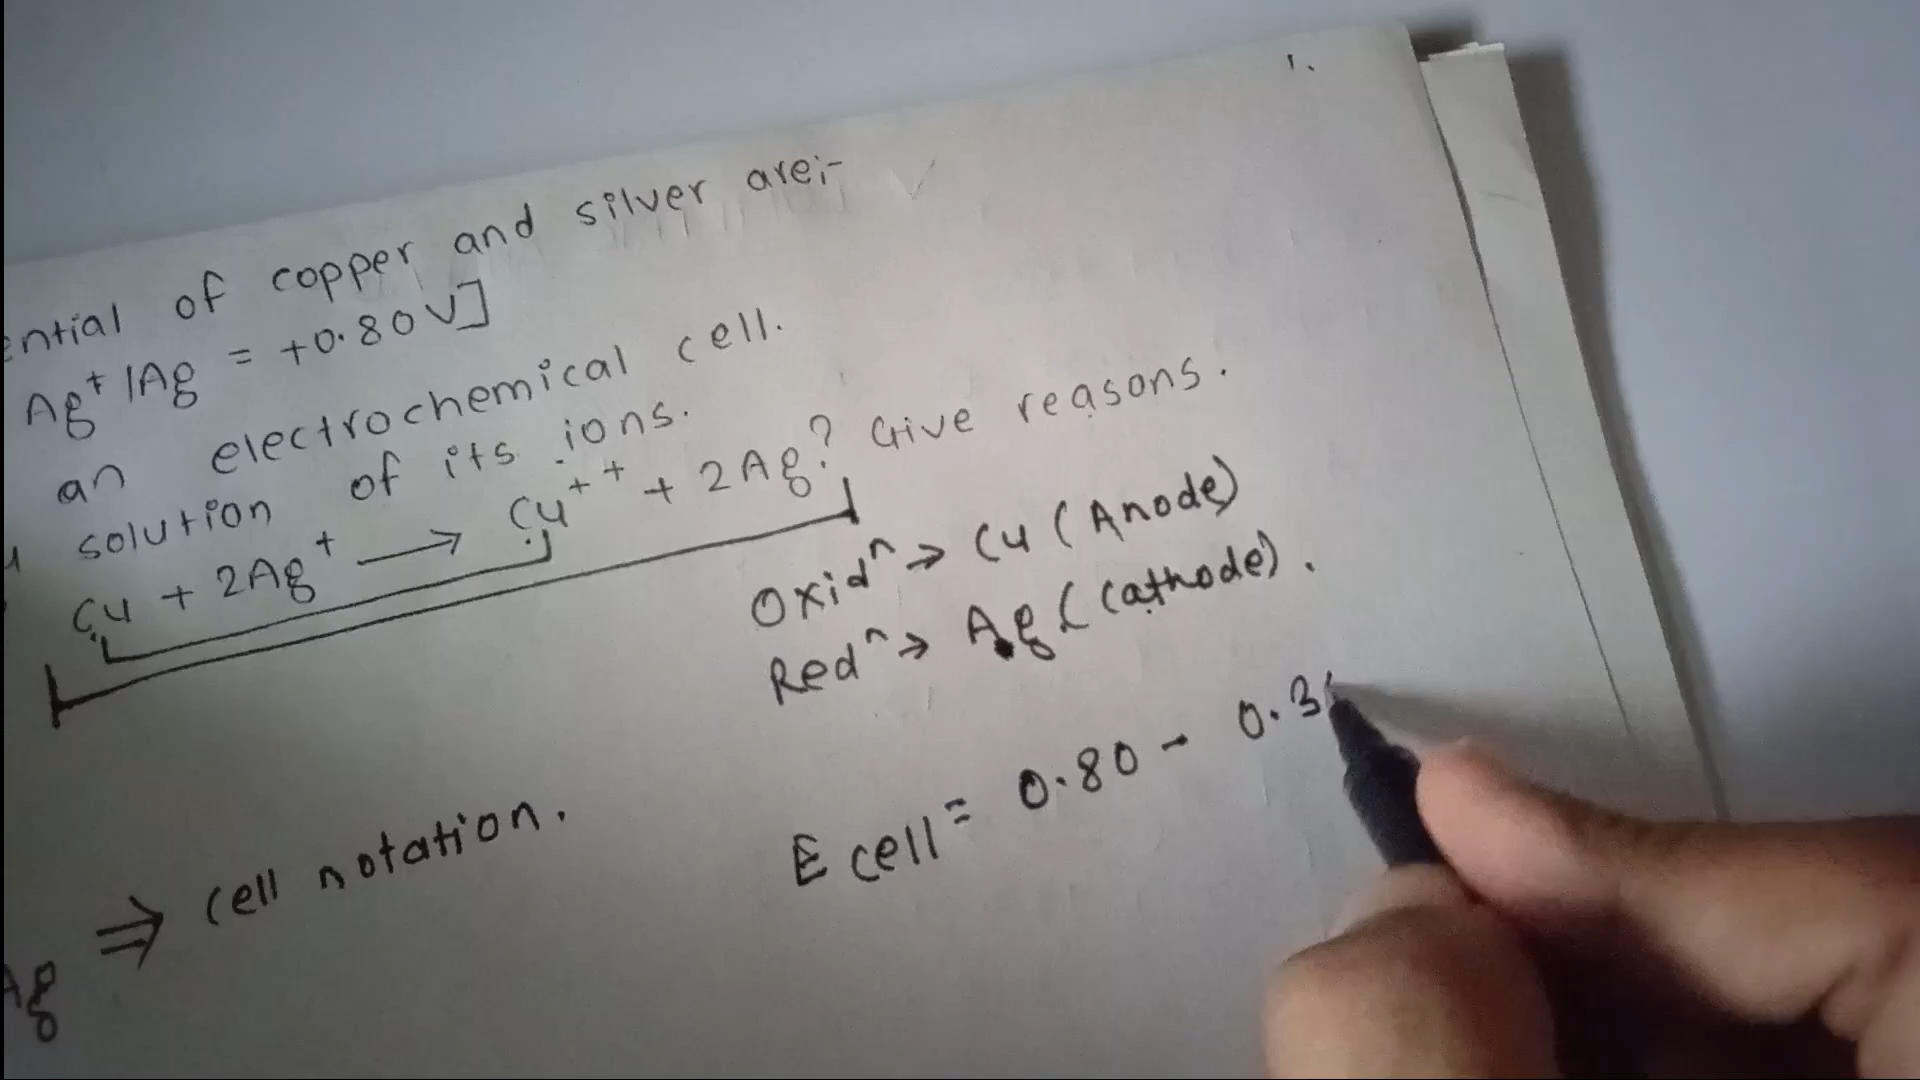 of copper and silver are;-
Ag⁺/Ag = +0.80V]
an electrochemical cell.
solution of its ions.
Cu + 2Ag⁺ → Cu⁺⁺ + 2Ag? Give reasons.
Oxidⁿ → Cu (Anode)
Redⁿ → Ag (Cathode).
⇒ cell notation.
E cell = 0.80 - 0.3
Ag